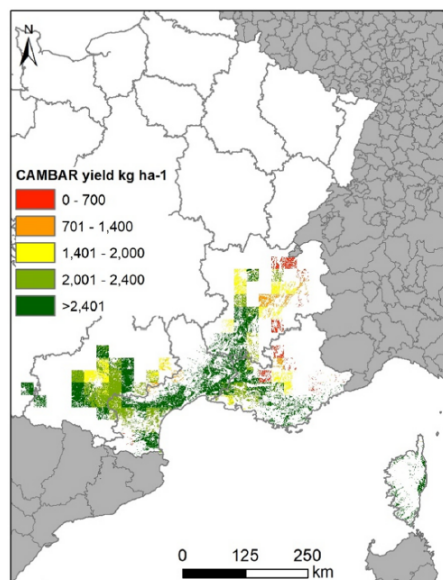 N
CAMBAR yield kg ha-1
0 - 700
701 - 1,400
1,401 - 2,000
2,001 - 2,400
>2,401
0 125 250
km